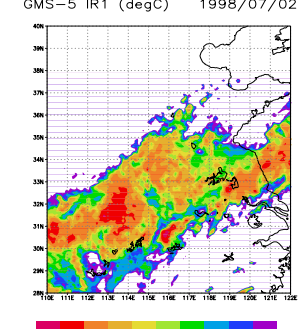 GMS-5 IR1 (degC) 1998/07/02
40N
39N
38N
37N
36N
35N
34N
33N
32N
31N
30N
29N
28N
110E 111E 112E 113E 114E 115E 116E 117E 118E 119E 120E 121E 122E